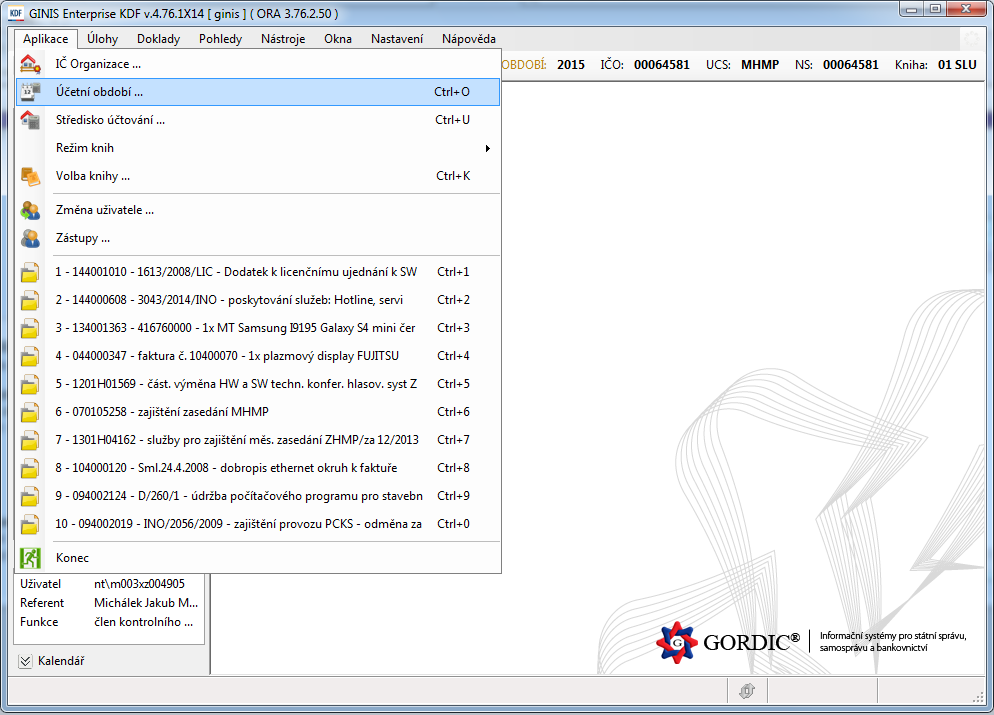 KDF GINIS Enterprise KDF v.4.76.1X14 [ ginis ] ( ORA 3.76.2.50 )
Aplikace Úlohy Doklady Pohledy Nástroje Okna Nastavení Nápověda
OBDOBÍ: 2015 IČO: 00064581 UCS: MHMP NS: 00064581 Kniha: 01 SLU
IČ Organizace ...
Účetní období ... Ctrl+O
Středisko účtování ... Ctrl+U
Režim knih
Volba knihy ... Ctrl+K
Změna uživatele ...
Zástupy ...
1 - 144001010 - 1613/2008/LIC - Dodatek k licenčnímu ujednání k SW Ctrl+1
2 - 144000608 - 3043/2014/INO - poskytování služeb: Hotline, servi Ctrl+2
3 - 134001363 - 416760000 - 1x MT Samsung I9195 Galaxy S4 mini čer Ctrl+3
4 - 044000347 - faktura č. 10400070 - 1x plazmový display FUJITSU Ctrl+4
5 - 1201H01569 - část. výměna HW a SW techn. konfer. hlasov. syst Z Ctrl+5
6 - 070105258 - zajištění zasedání MHMP Ctrl+6
7 - 1301H04162 - služby pro zajištění měs. zasedání ZHMP/za 12/2013 Ctrl+7
8 - 104000120 - Sml.24.4.2008 - dobropis ethernet okruh k faktuře Ctrl+8
9 - 094002124 - D/260/1 - údržba počítačového programu pro stavebn Ctrl+9
10 - 094002019 - INO/2056/2009 - zajištění provozu PCKS - odměna za Ctrl+0
Konec
Uživatel nt\m003xz004905
Referent Michálek Jakub M...
Funkce člen kontrolního ...
Kalendář
G GORDIC®
Informační systémy pro státní správu,
samosprávu a bankovnictví